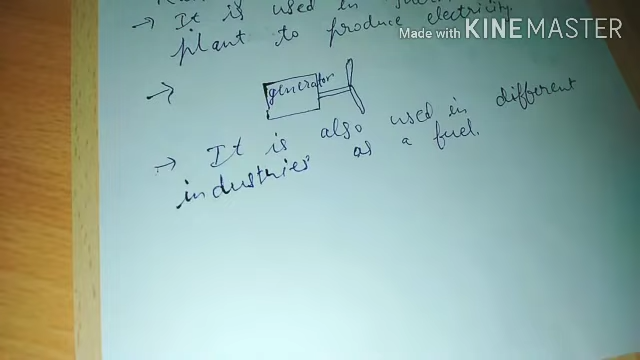 → It is used in
plant to produce electricity.
Made with KINEMASTER
→
generator
→ It is also used in different
industries as a fuel.